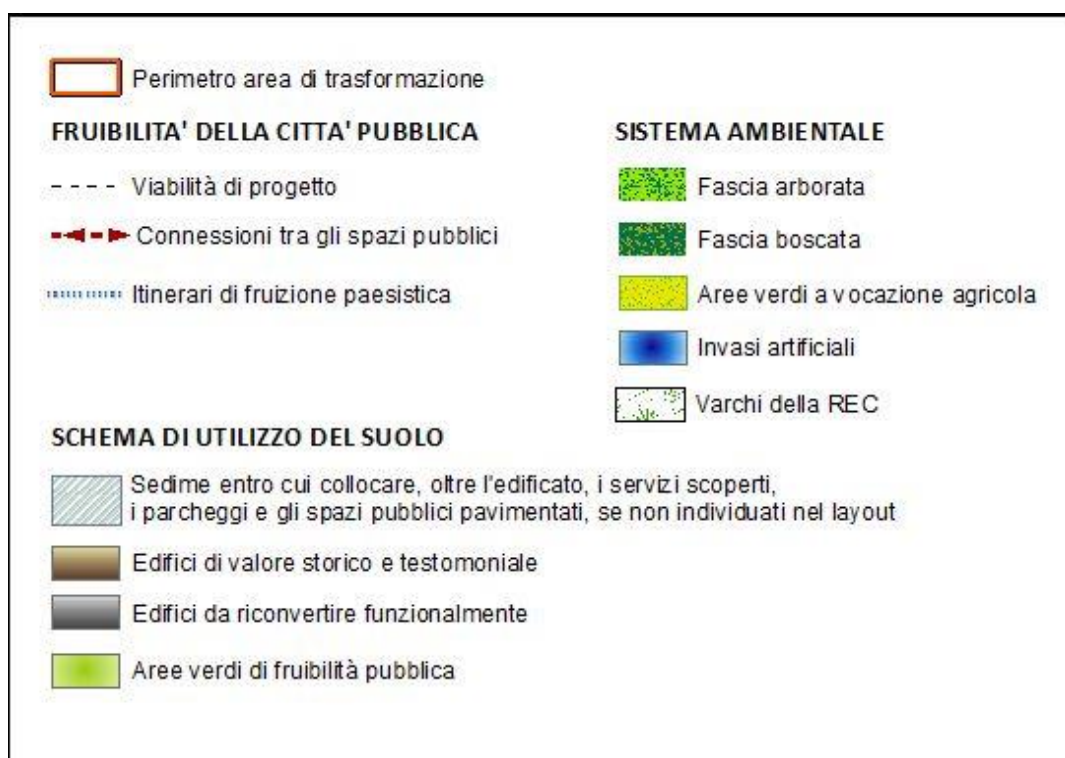 Perimetro area di trasformazione
FRUIBILITA' DELLA CITTA' PUBBLICA
Viabilità di progetto
Connessioni tra gli spazi pubblici
Itinerari di fruizione paesistica
SISTEMA AMBIENTALE
Fascia arborata
Fascia boscata
Aree verdi a vocazione agricola
Invasi artificiali
Varchi della REC
SCHEMA DI UTILIZZO DEL SUOLO
Sedime entro cui collocare, oltre l'edificato, i servizi scoperti,
i parcheggi e gli spazi pubblici pavimentati, se non individuati nel layout
Edifici di valore storico e testomoniale
Edifici da riconvertire funzionalmente
Aree verdi di fruibilità pubblica